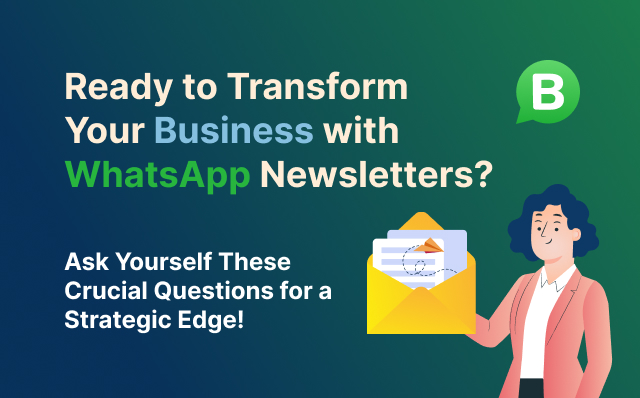 Ready to Transform
Your Business with
WhatsApp Newsletters?
B
Ask Yourself These
Crucial Questions for a
Strategic Edge!